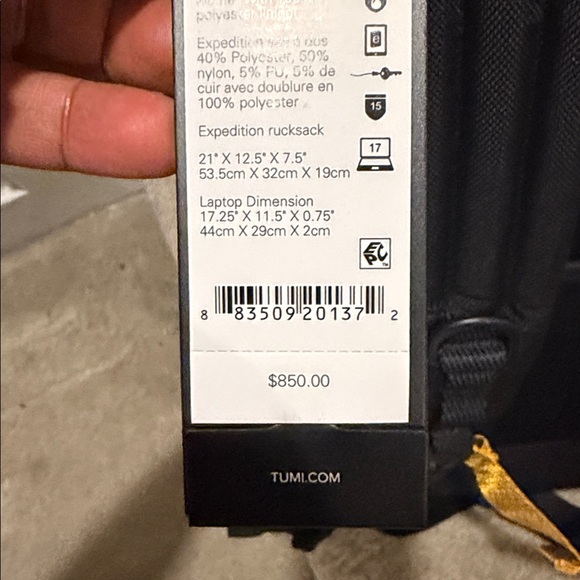 polyester
Expedition
40% Polyester, 50%
nylon, 5% PU, 5% de
cuir avec doublure en
100% polyester
15
Expedition rucksack
17
21" X 12.5" X 7.5"
53.5cm X 32cm X 19cm
Laptop Dimension
17.25" X 11.5" X 0.75"
44cm X 29cm X 2cm
EPC
8 83509 20137 2
$850.00
TUMI.COM